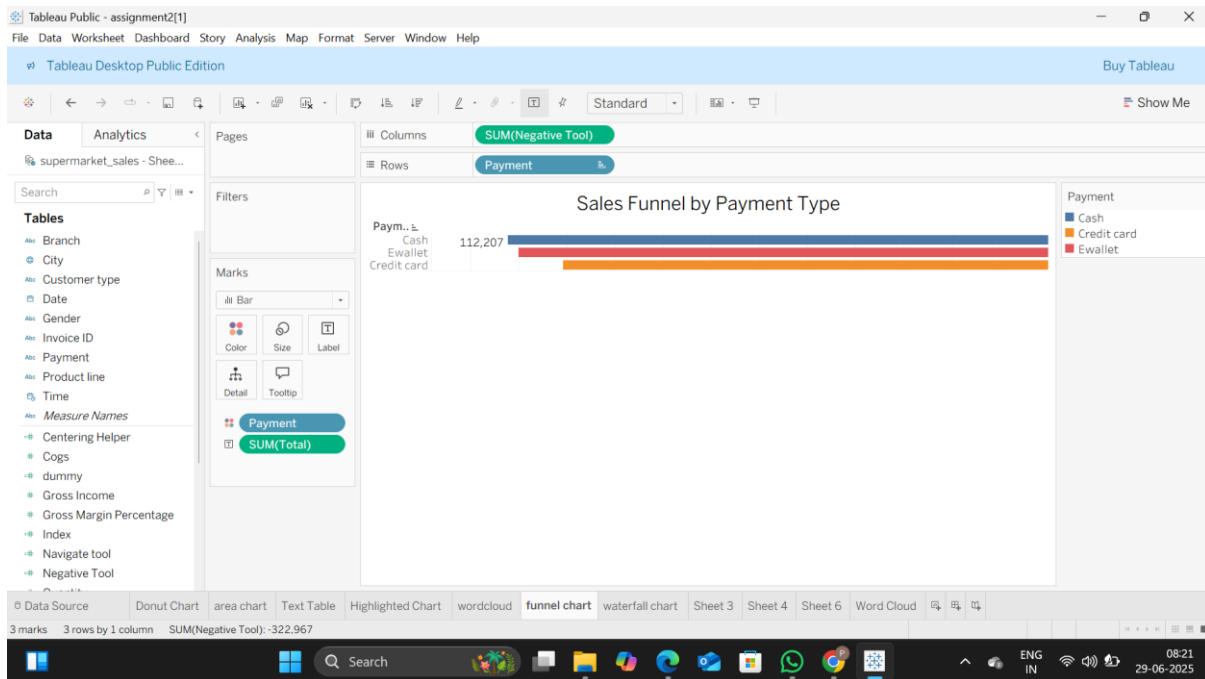 Tableau Public - assignment2[1]
File Data Worksheet Dashboard Story Analysis Map Format Server Window Help
Tableau Desktop Public Edition
Buy Tableau
Standard
Show Me
Data Analytics
supermarket_sales - Shee...
Search
Tables
Abc Branch
City
Abc Customer type
Date
Abc Gender
Abc Invoice ID
Abc Payment
Abc Product line
Time
Abc Measure Names
Centering Helper
Cogs
dummy
Gross Income
Gross Margin Percentage
Index
Navigate tool
Negative Tool
Pages
Filters
Marks
Bar
Color Size Label
Detail Tooltip
Payment
SUM(Total)
Columns SUM(Negative Tool)
Rows Payment
Sales Funnel by Payment Type
Paym..
Cash 112,207
Ewallet
Credit card
Payment
Cash
Credit card
Ewallet
Data Source Donut Chart area chart Text Table Highlighted Chart wordcloud funnel chart waterfall chart Sheet 3 Sheet 4 Sheet 6 Word Cloud
3 marks 3 rows by 1 column SUM(Negative Tool): -322,967
Search
ENG
IN
08:21
29-06-2025